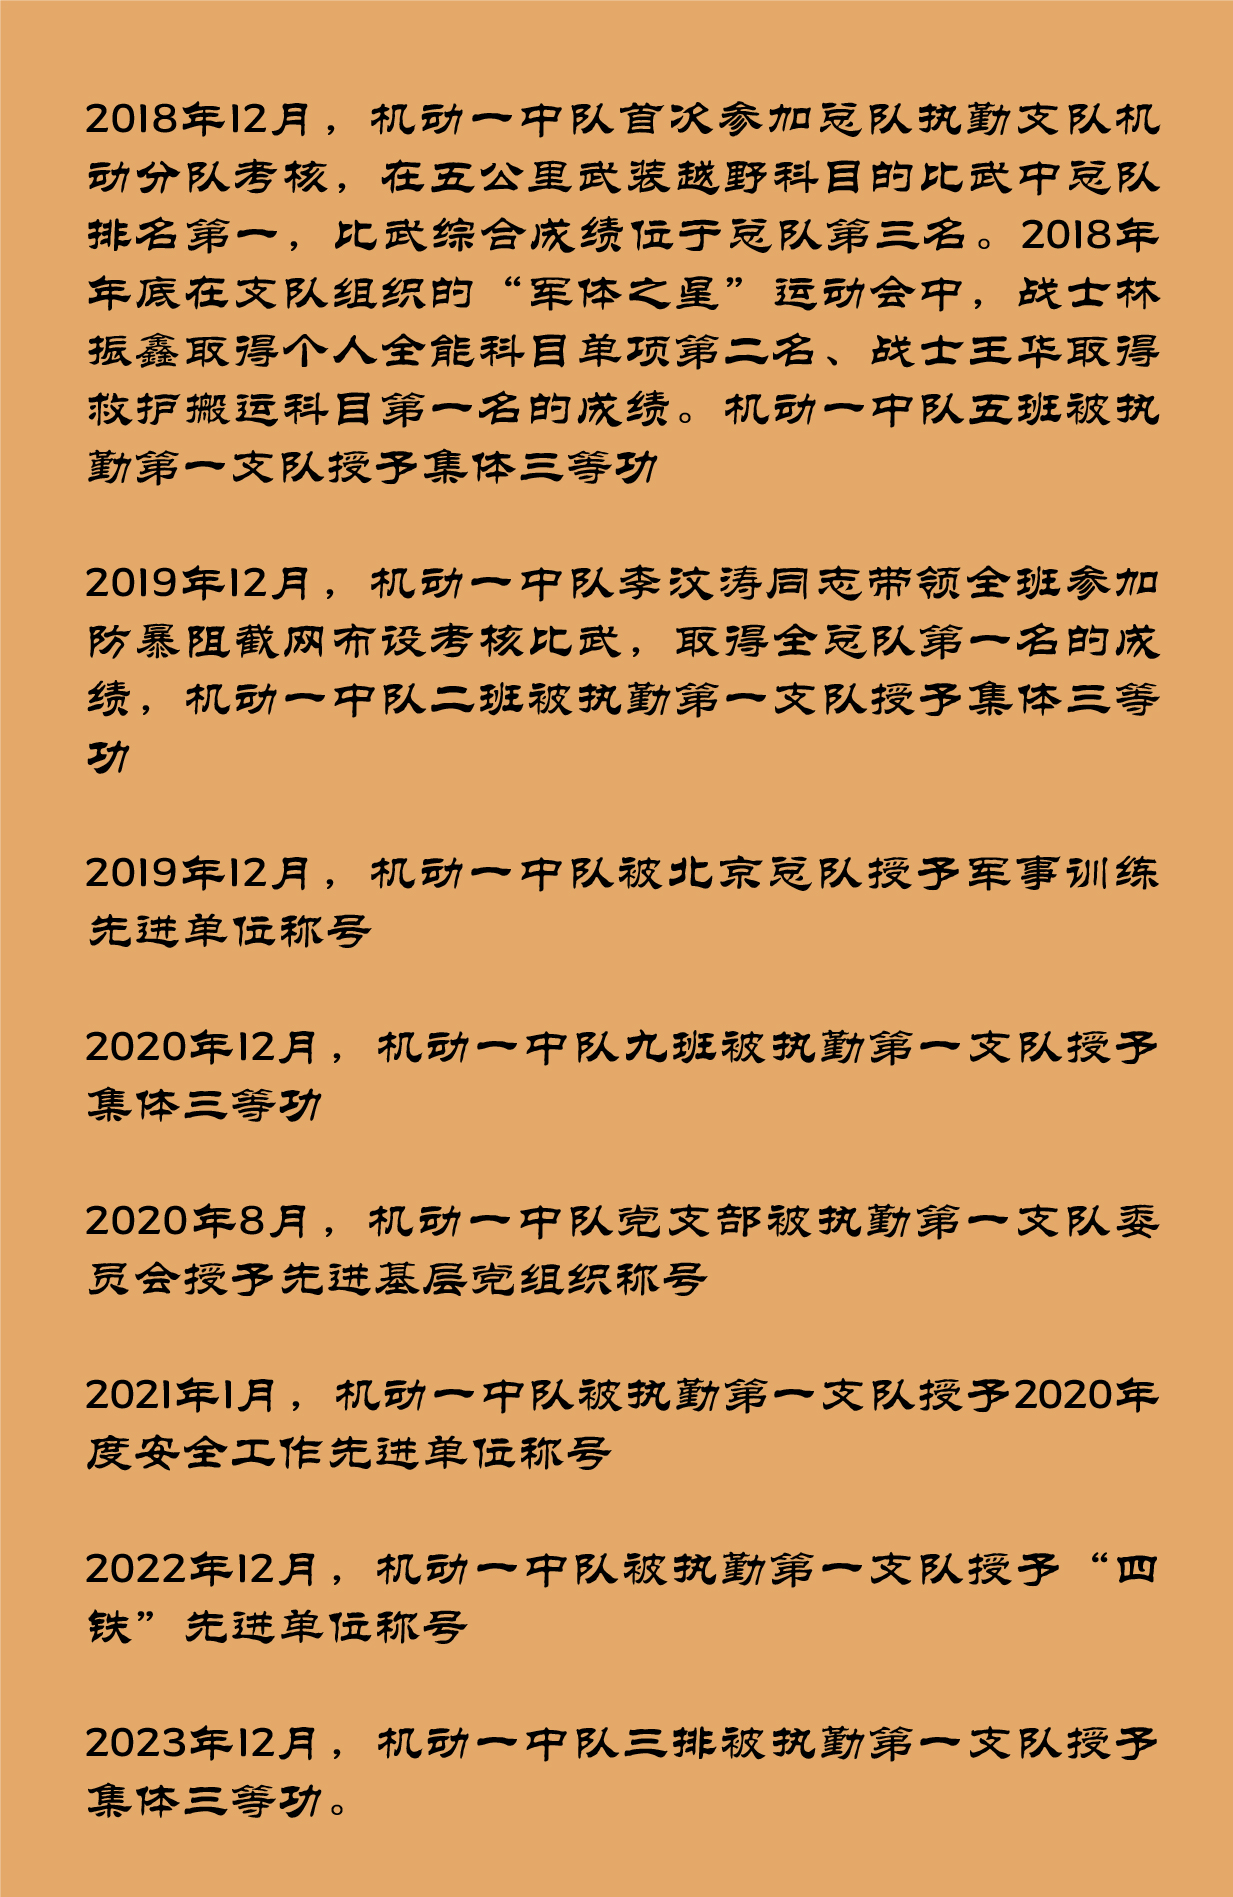 2018年12月，机动一中队首次参加总队执勤支队机
动分队考核，在五公里武装越野科目的比武中总队
排名第一，比武综合成绩位于总队第三名。2018年
年底在支队组织的“军体之星”运动会中，战士林
振鑫取得个人全能科目单项第二名、战士王华取得
救护搬运科目第一名的成绩。机动一中队五班被执
勤第一支队授予集体三等功
2019年12月，机动一中队李汶涛同志带领全班参加
防暴阻截网布设考核比武，取得全总队第一名的成
绩，机动一中队二班被执勤第一支队授予集体三等
功
2019年12月，机动一中队被北京总队授予军事训练
先进单位称号
2020年12月，机动一中队九班被执勤第一支队授予
集体三等功
2020年8月，机动一中队党支部被执勤第一支队委
员会授予先进基层党组织称号
2021年1月，机动一中队被执勤第一支队授予2020年
度安全工作先进单位称号
2022年12月，机动一中队被执勤第一支队授予“四
铁”先进单位称号
2023年12月，机动一中队三排被执勤第一支队授予
集体三等功。